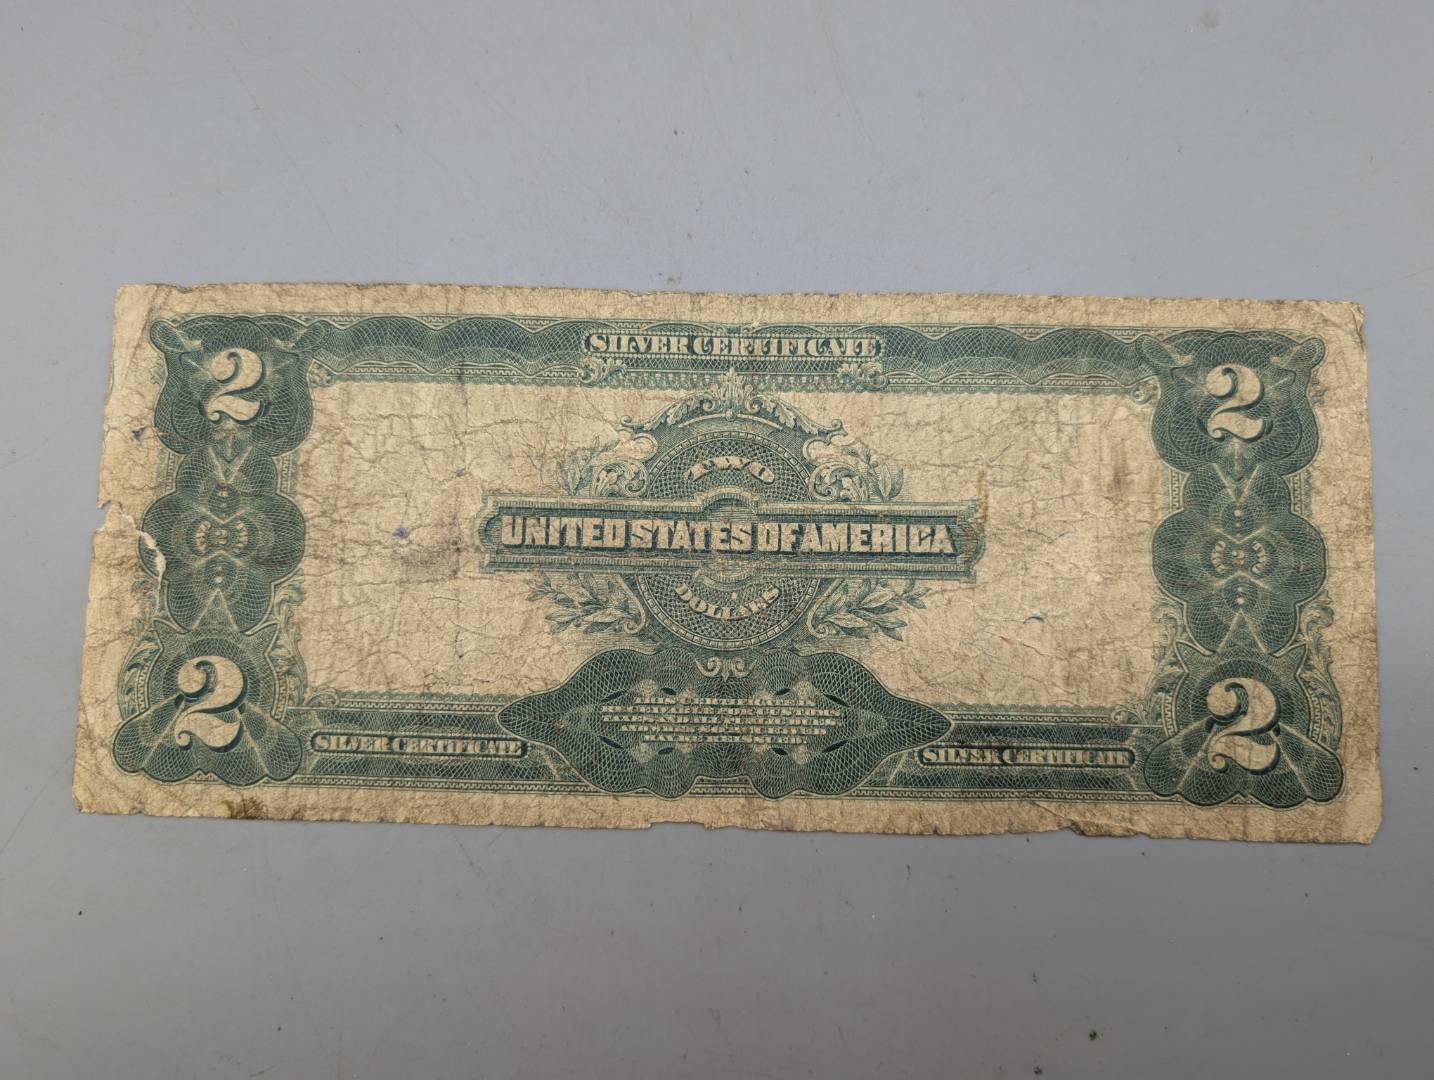 SILVER CERTIFICATE
2 2
TWO
UNITED STATES OF AMERICA
DOLLARS
2 2
SILVER CERTIFICATE SILVER CERTIFICATE